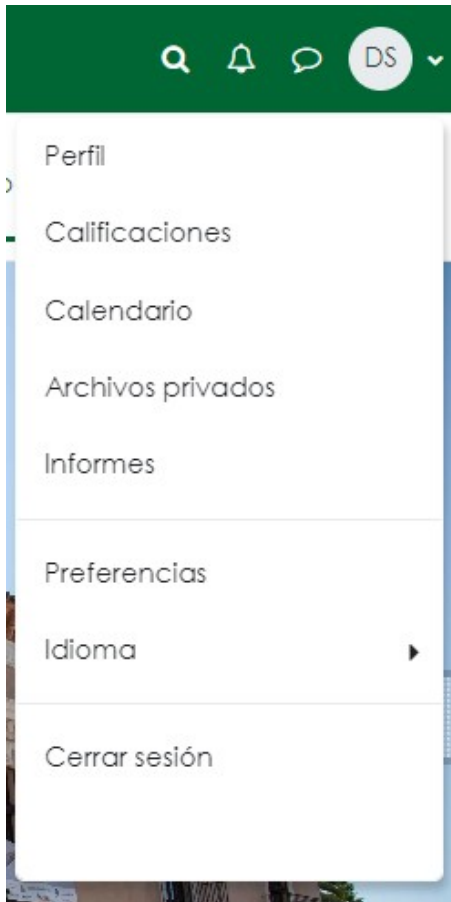 DS
Perfil
Calificaciones
Calendario
Archivos privados
Informes
Preferencias
Idioma
Cerrar sesión